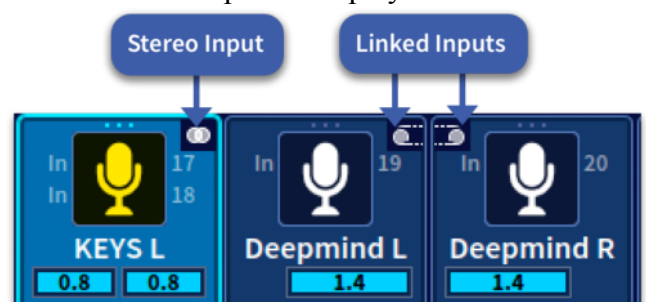 Stereo Input
Linked Inputs
In 17
In 18
In 19
In 20
KEYS L
Deepmind L
Deepmind R
0.8 0.8
1.4
1.4